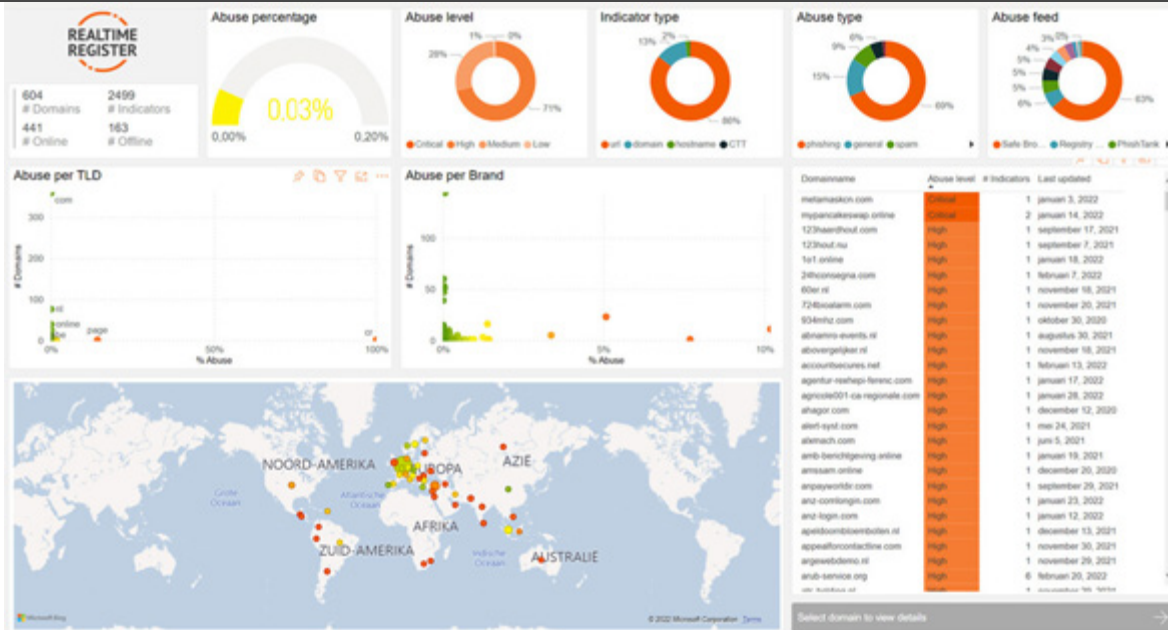 REALTIME
REGISTER
604
# Domains
2499
# Indicators
441
# Online
163
# Offline
Abuse percentage
0,03%
0,00%
0,20%
Abuse level
1%
0%
28%
71%
Critical High Medium Low
Indicator type
2%
13%
86%
url domain hostname CTT
Abuse type
6%
9%
15%
69%
phishing general spam
Abuse feed
3%
0%
4%
5%
5%
5%
6%
63%
Safe Bro... Registry ... PhishTank
Abuse per TLD
# Domains
300
200
100
0
com
nl
online
be
page
or
0%
50%
100%
% Abuse
Abuse per Brand
# Domains
100
50
0
0%
5%
10%
% Abuse
NOORD-AMERIKA
EUROPA
AZIË
Grote
Oceaan
Atlantische
Oceaan
AFRIKA
ZUID-AMERIKA
Indische
Oceaan
AUSTRALIË
Microsoft Bing
© 2022 Microsoft Corporation Terms
Domainname Abuse level # Indicators Last updated
metamaskcn.com Critical 1 januari 3, 2022
mypancakeswap.online Critical 2 januari 14, 2022
123haardhout.com High 1 september 17, 2021
123hout.nu High 1 september 7, 2021
1o1.online High 1 januari 18, 2022
24hconsegna.com High 1 februari 7, 2022
60er.nl High 1 november 18, 2021
724bioalarm.com High 1 november 20, 2021
934mhz.com High 1 oktober 30, 2020
abnamro-events.nl High 1 augustus 30, 2021
abovergelijker.nl High 1 november 18, 2021
accountsecures.net High 1 februari 13, 2022
agentur-reehepi-ferenc.com High 1 januari 17, 2022
agricole001-ca-regionale.com High 1 januari 28, 2022
ahagor.com High 1 december 12, 2020
alert-syst.com High 1 mei 24, 2021
alxmach.com High 1 juni 5, 2021
amb-berichtgeving.online High 1 januari 19, 2021
amssam.online High 1 december 20, 2020
anpayworldr.com High 1 september 29, 2021
anz-comlongin.com High 1 januari 23, 2022
anz-login.com High 1 januari 12, 2022
apeldoornbloembollen.nl High 1 december 13, 2021
appealforcontactline.com High 1 november 30, 2021
argewebdemo.nl High 1 november 29, 2021
arub-service.org High 6 februari 20, 2022
Select domain to view details